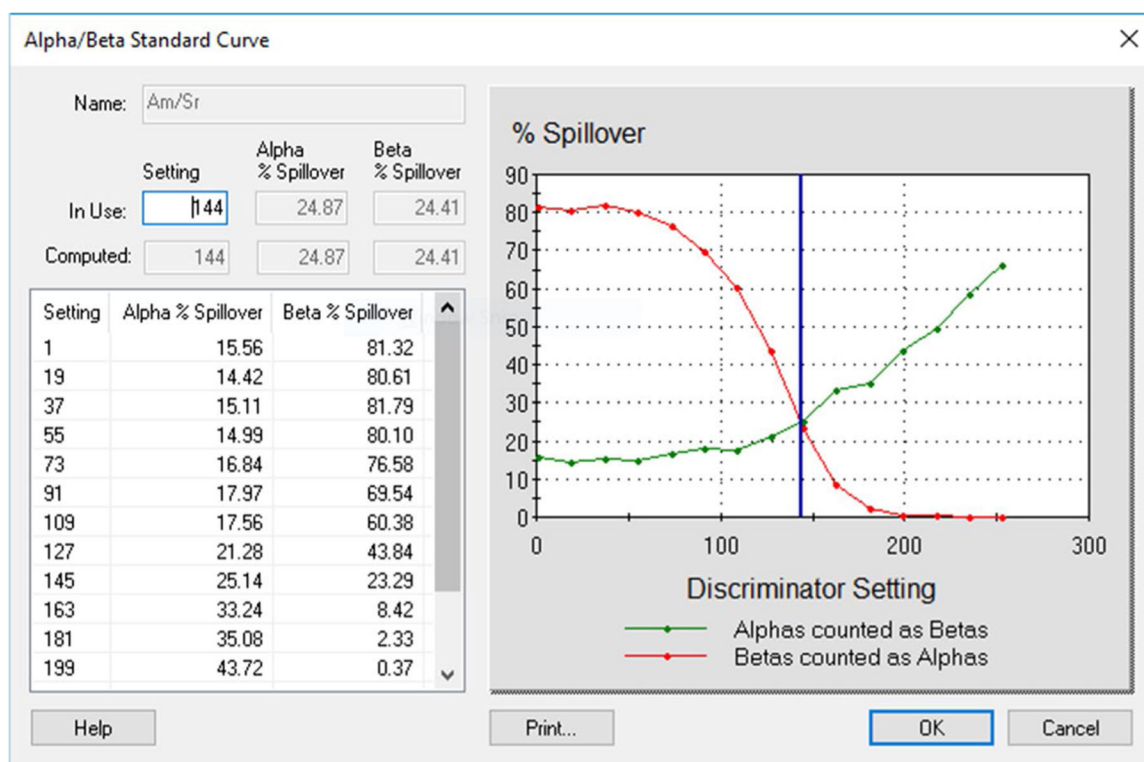 Alpha/Beta Standard Curve
Name: Am/Sr
Setting Alpha % Spillover Beta % Spillover
In Use: 144 24.87 24.41
Computed: 144 24.87 24.41
Setting Alpha % Spillover Beta % Spillover
1 15.56 81.32
19 14.42 80.61
37 15.11 81.79
55 14.99 80.10
73 16.84 76.58
91 17.97 69.54
109 17.56 60.38
127 21.28 43.84
145 25.14 23.29
163 33.24 8.42
181 35.08 2.33
199 43.72 0.37
% Spillover
90
80
70
60
50
40
30
20
10
0
0 100 200 300
Discriminator Setting
Alphas counted as Betas
Betas counted as Alphas
Help Print... OK Cancel